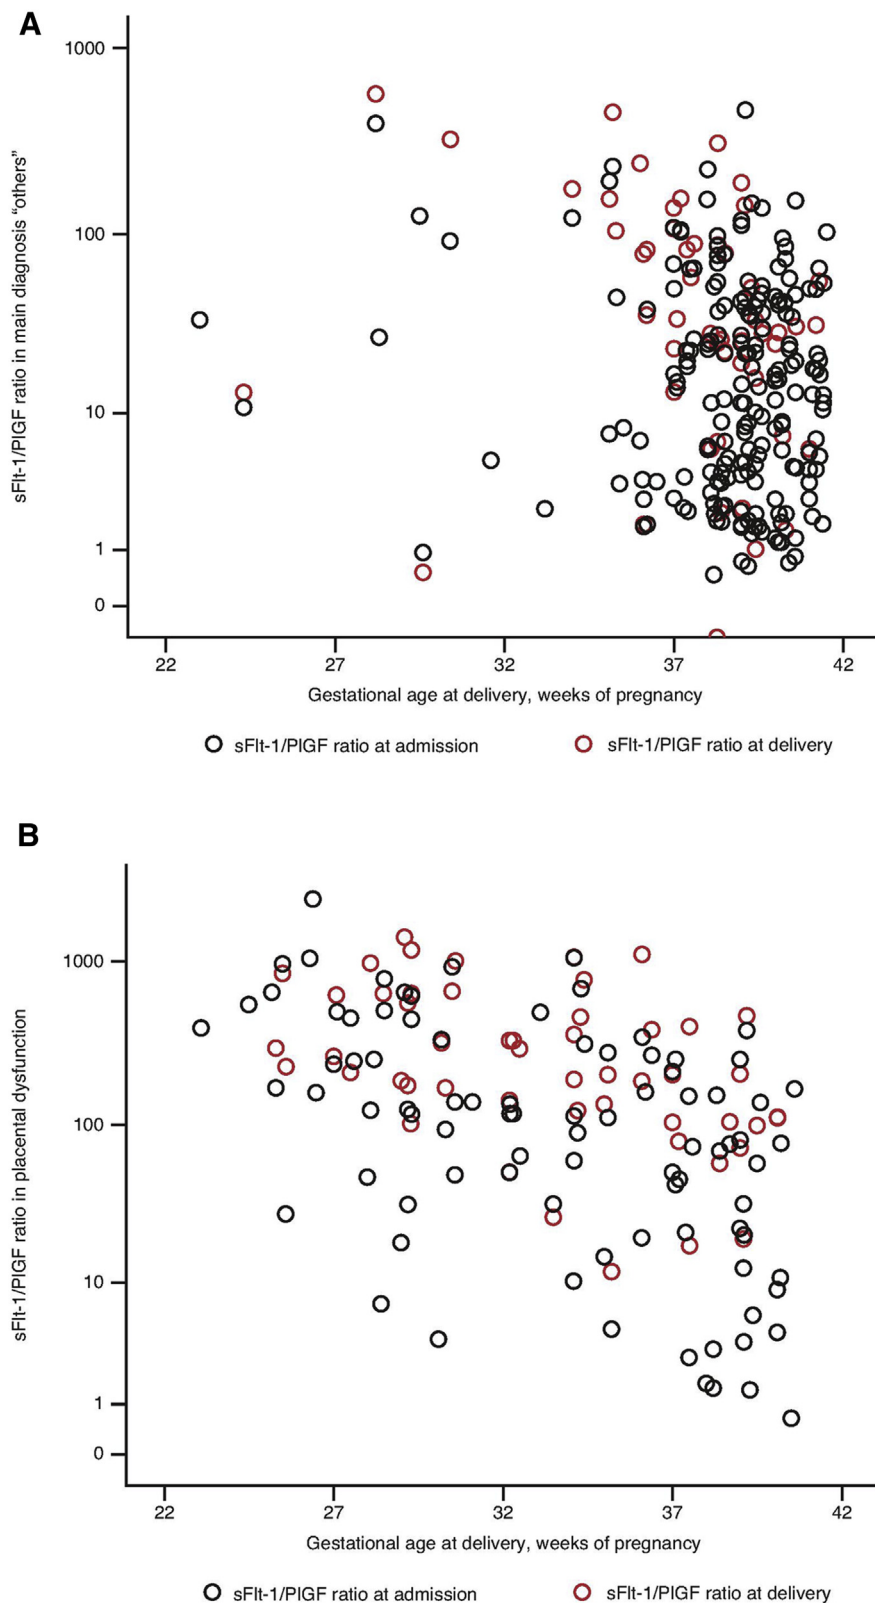 A
sFlt-1/PlGF ratio in main diagnosis "others"
1000
100
10
1
0
22 27 32 37 42
Gestational age at delivery, weeks of pregnancy
sFlt-1/PlGF ratio at admission sFlt-1/PlGF ratio at delivery
B
sFlt-1/PlGF ratio in placental dysfunction
1000
100
10
1
0
22 27 32 37 42
Gestational age at delivery, weeks of pregnancy
sFlt-1/PlGF ratio at admission sFlt-1/PlGF ratio at delivery